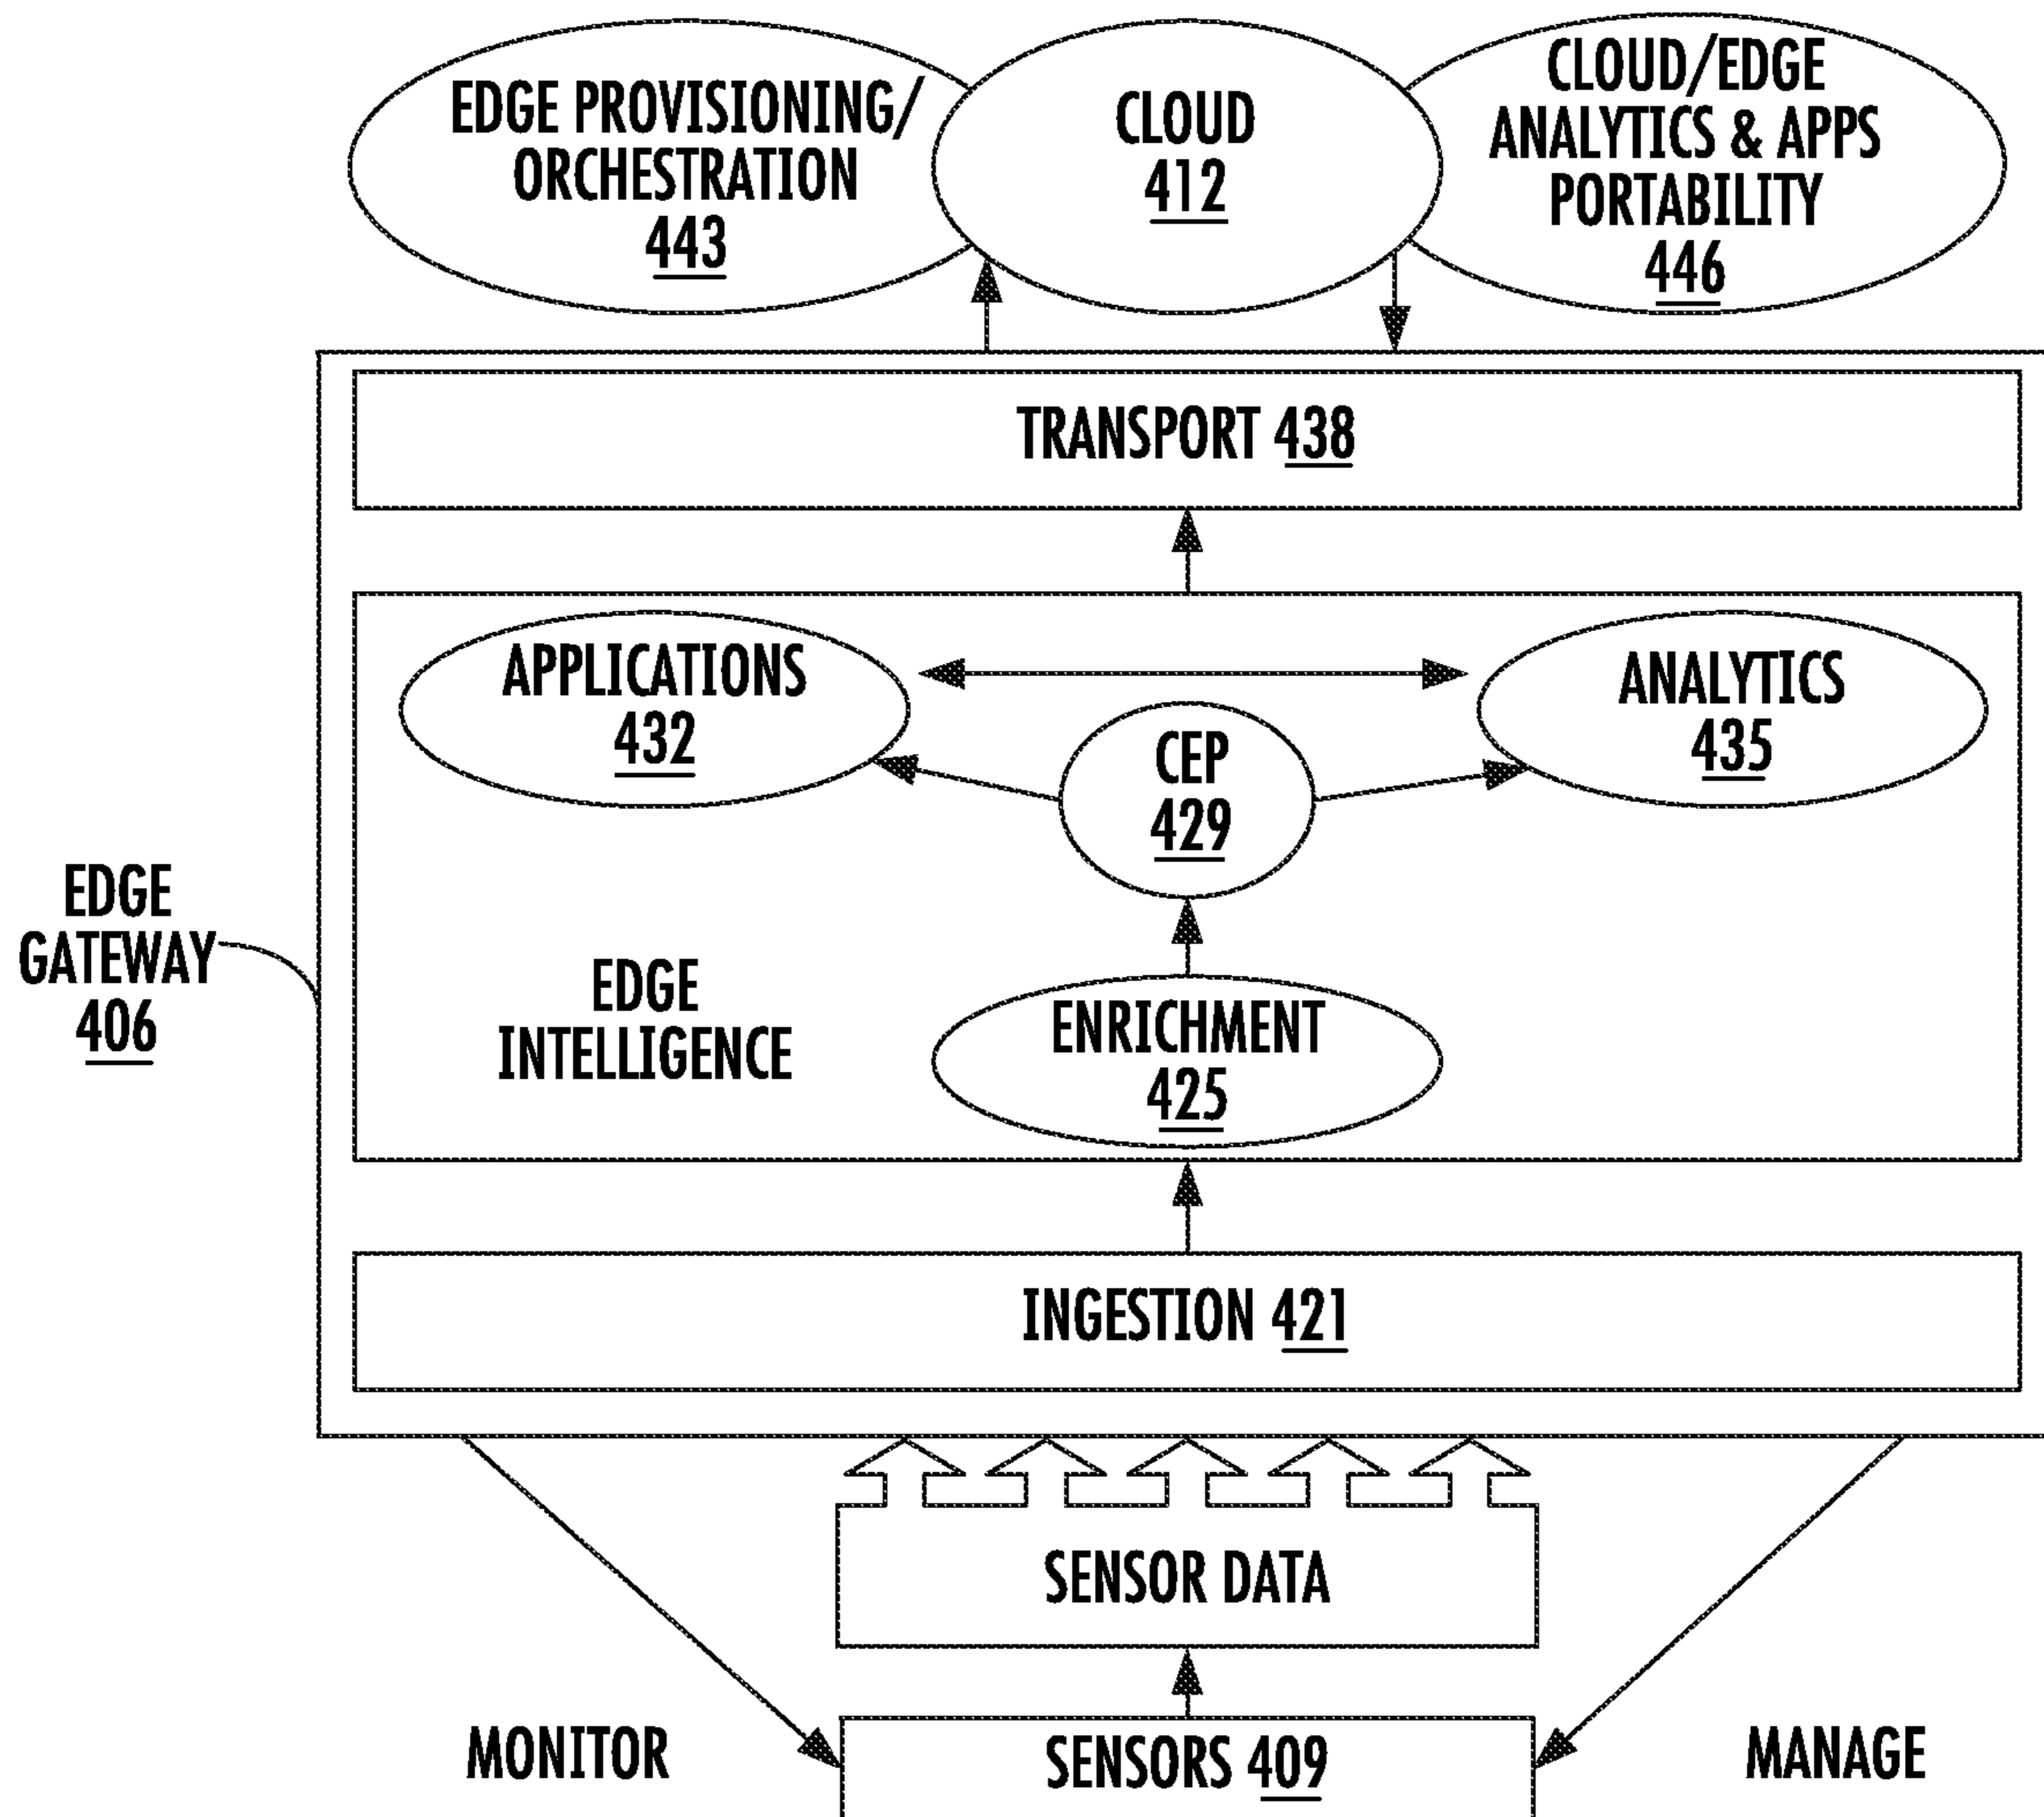 EDGE PROVISIONING/
ORCHESTRATION
443
CLOUD
412
CLOUD/EDGE
ANALYTICS & APPS
PORTABILITY
446
TRANSPORT 438
APPLICATIONS
432
ANALYTICS
435
CEP
429
EDGE
GATEWAY
406
EDGE
INTELLIGENCE
ENRICHMENT
425
INGESTION 421
SENSOR DATA
MONITOR
SENSORS 409
MANAGE